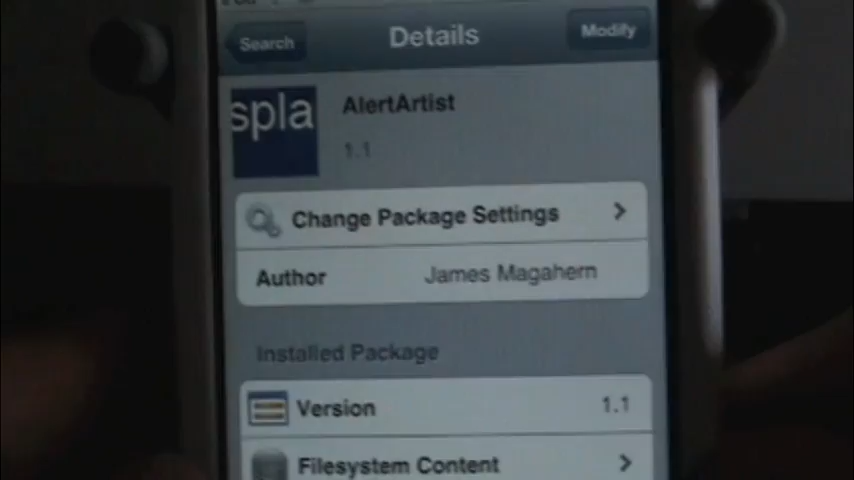 Search
Details
Modify
spla
AlertArtist
1.1
Change Package Settings
Author
James Magahern
Installed Package
Version
1.1
Filesystem Content